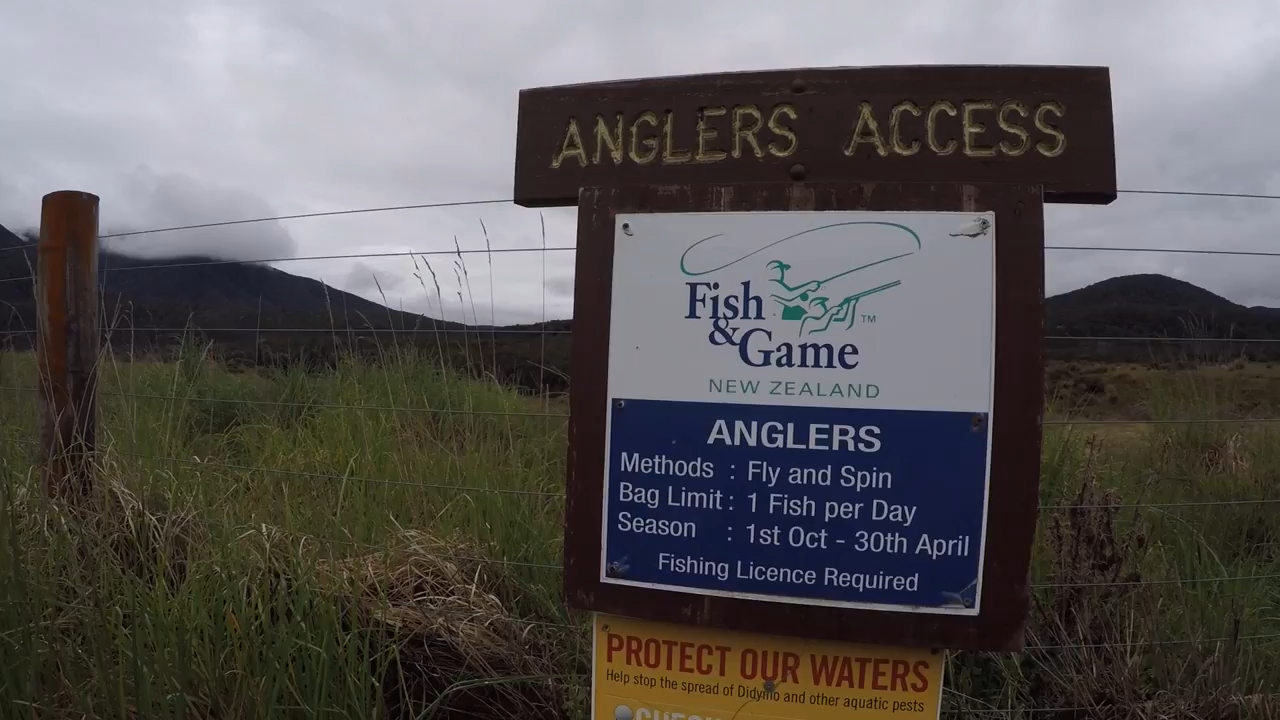 ANGLERS ACCESS
Fish
& Game
TM
NEW ZEALAND
ANGLERS
Methods : Fly and Spin
Bag Limit : 1 Fish per Day
Season : 1st Oct - 30th April
Fishing Licence Required
PROTECT OUR WATERS
Help stop the spread of Didymo and other aquatic pests